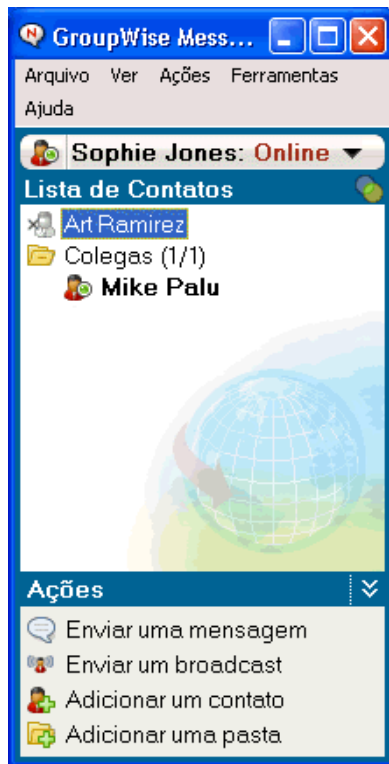 GroupWise Mess...
Arquivo Ver Ações Ferramentas
Ajuda
Sophie Jones: Online
Lista de Contatos
Art Ramirez
Colegas (1/1)
Mike Palu
Ações
Enviar uma mensagem
Enviar um broadcast
Adicionar um contato
Adicionar uma pasta